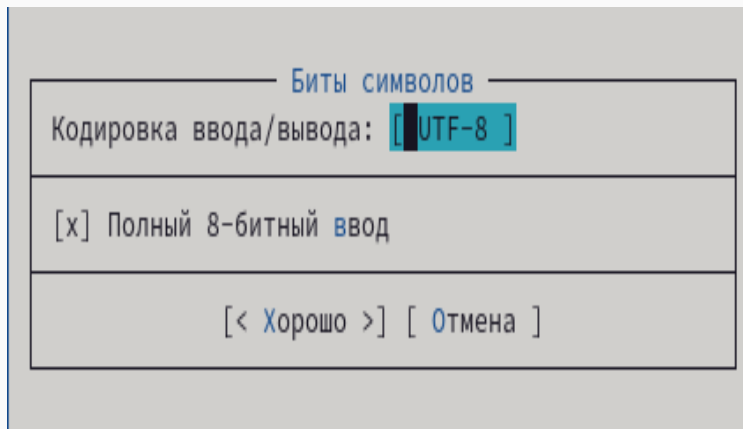 Биты символов
Кодировка ввода/вывода: [ UTF-8 ]
[x] Полный 8-битный ввод
[< Хорошо >] [ Отмена ]